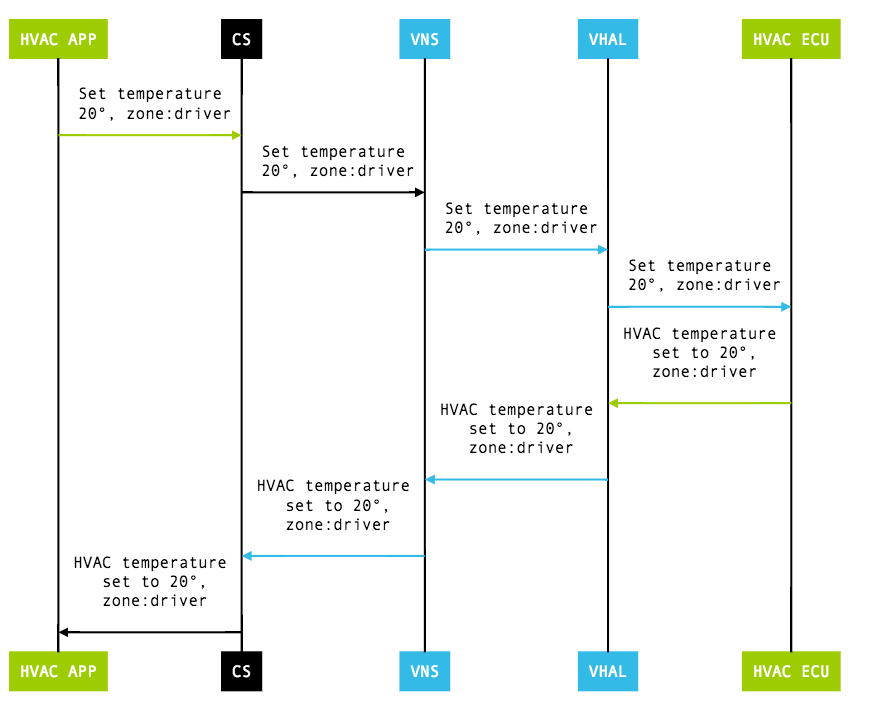 HVAC APP
CS
VNS
VHAL
HVAC ECU
Set temperature
20°, zone:driver
Set temperature
20°, zone:driver
Set temperature
20°, zone:driver
Set temperature
20°, zone:driver
HVAC temperature
set to 20°,
zone:driver
HVAC temperature
set to 20°,
zone:driver
HVAC temperature
set to 20°,
zone:driver
HVAC temperature
set to 20°,
zone:driver
HVAC APP
CS
VNS
VHAL
HVAC ECU